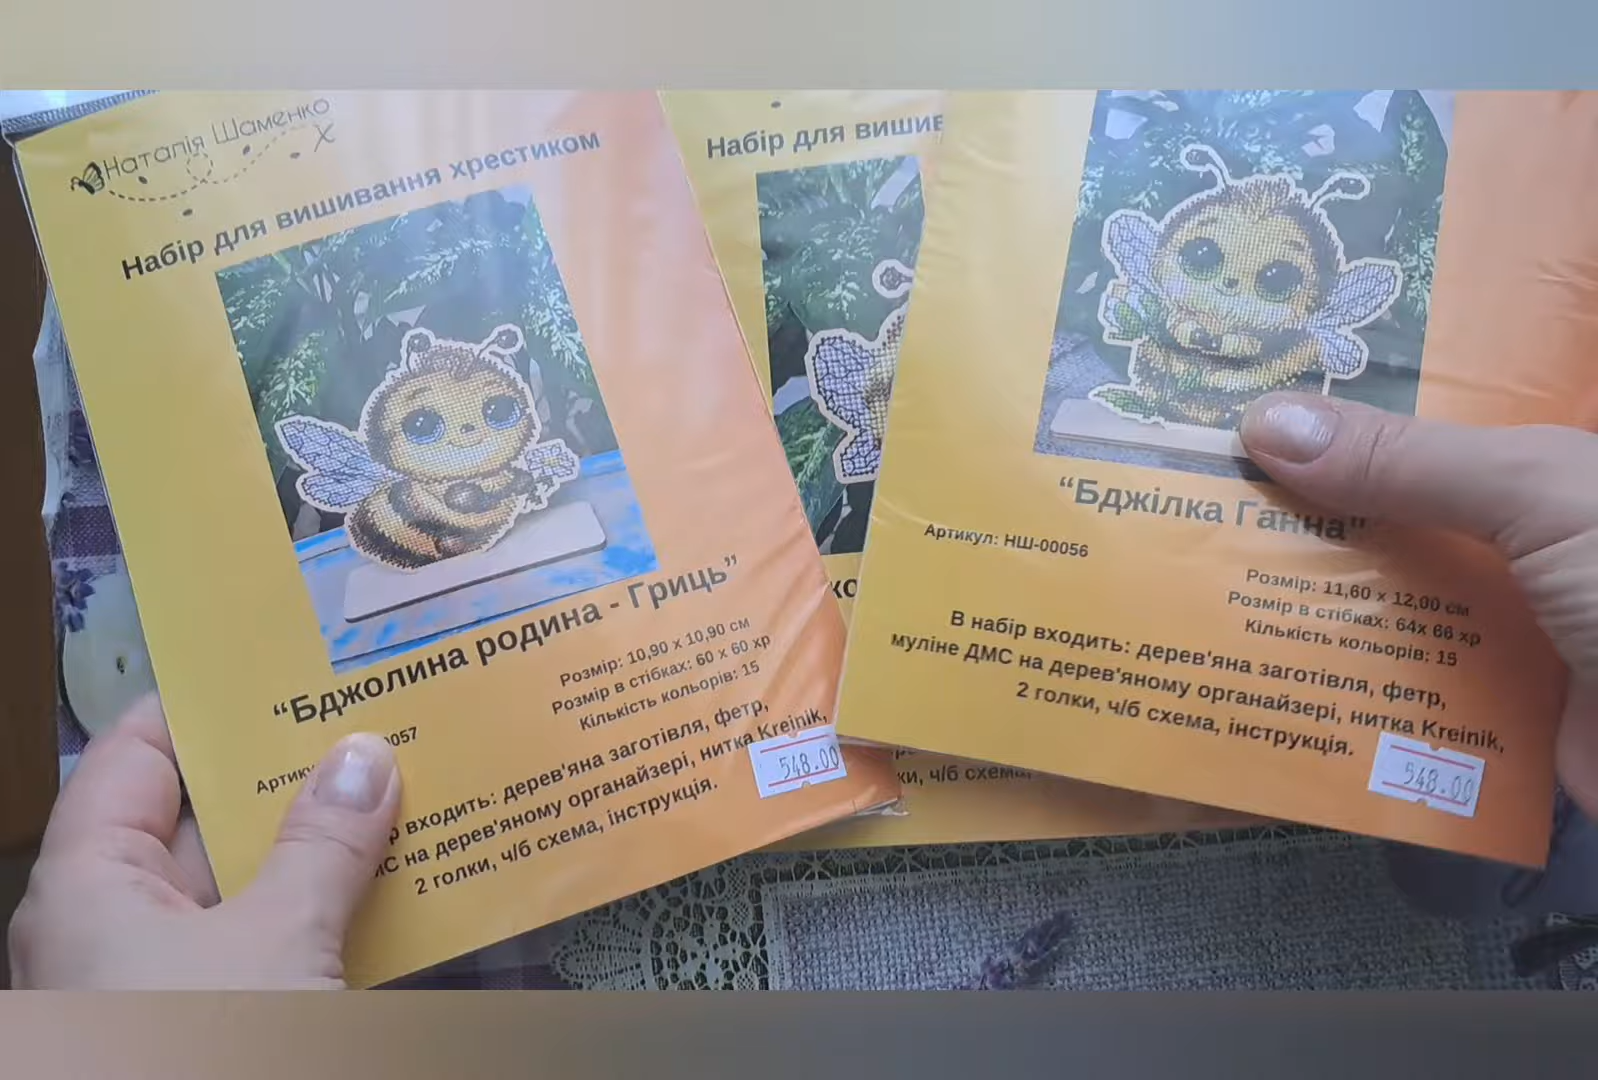 Наталія Шаменко
Набір для вишивання хрестиком
“Бджолина родина - Гриць”
Розмір: 10,90 х 10,90 см
Розмір в стібках: 60 х 60 хр
Кількість кольорів: 15
входить: дерев'яна заготівля, фетр,
на дерев'яному органайзері, нитка Kreinik,
2 голки, ч/б схема, інструкція.
548.00
Набір для
ч/б
“Бджілка Ганна”
Артикул: НШ-00056
Розмір: 11,60 х 12,00 см
Розмір в стібках: 64х 66 хр
Кількість кольорів: 15
В набір входить: дерев'яна заготівля, фетр,
муліне ДМС на дерев'яному органайзері, нитка Kreinik,
2 голки, ч/б схема, інструкція.
548.00